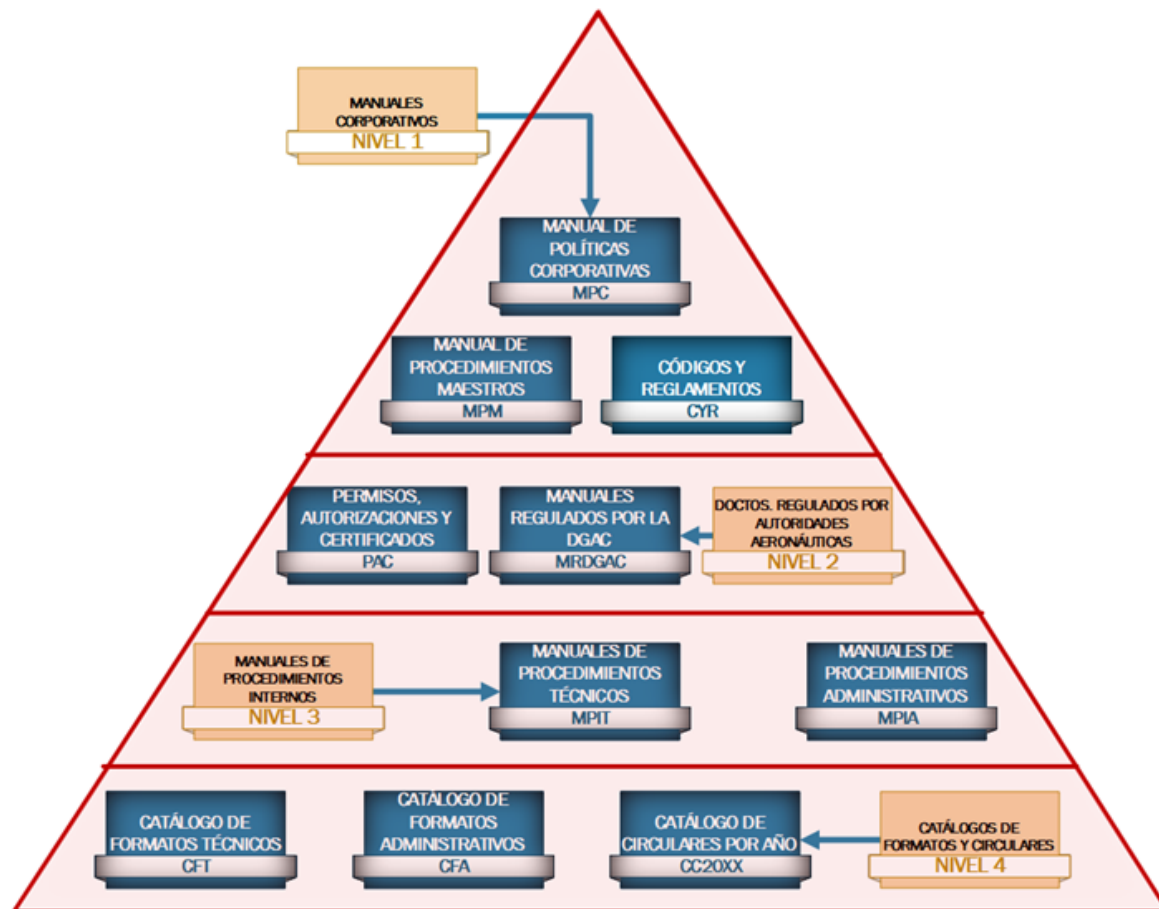 MANUALES
CORPORATIVOS
NIVEL 1
MANUAL DE
POLÍTICAS
CORPORATIVAS
MPC
MANUAL DE
PROCEDIMIENTOS
MAESTROS
MPM
CÓDIGOS Y
REGLAMENTOS
CYR
PERMISOS,
AUTORIZACIONES Y
CERTIFICADOS
PAC
MANUALES
REGULADOS POR LA
DGAC
MRDGAC
DOCTOS. REGULADOS POR
AUTORIDADES
AERONÁUTICAS
NIVEL 2
MANUALES DE
PROCEDIMIENTOS
INTERNOS
NIVEL 3
MANUALES DE
PROCEDIMIENTOS
TÉCNICOS
MPIT
MANUALES DE
PROCEDIMIENTOS
ADMINISTRATIVOS
MPIA
CATÁLOGO DE
FORMATOS TÉCNICOS
CFT
CATÁLOGO DE
FORMATOS
ADMINISTRATIVOS
CFA
CATÁLOGO DE
CIRCULARES POR AÑO
CC20XX
CATÁLOGOS DE
FORMATOS Y CIRCULARES
NIVEL 4